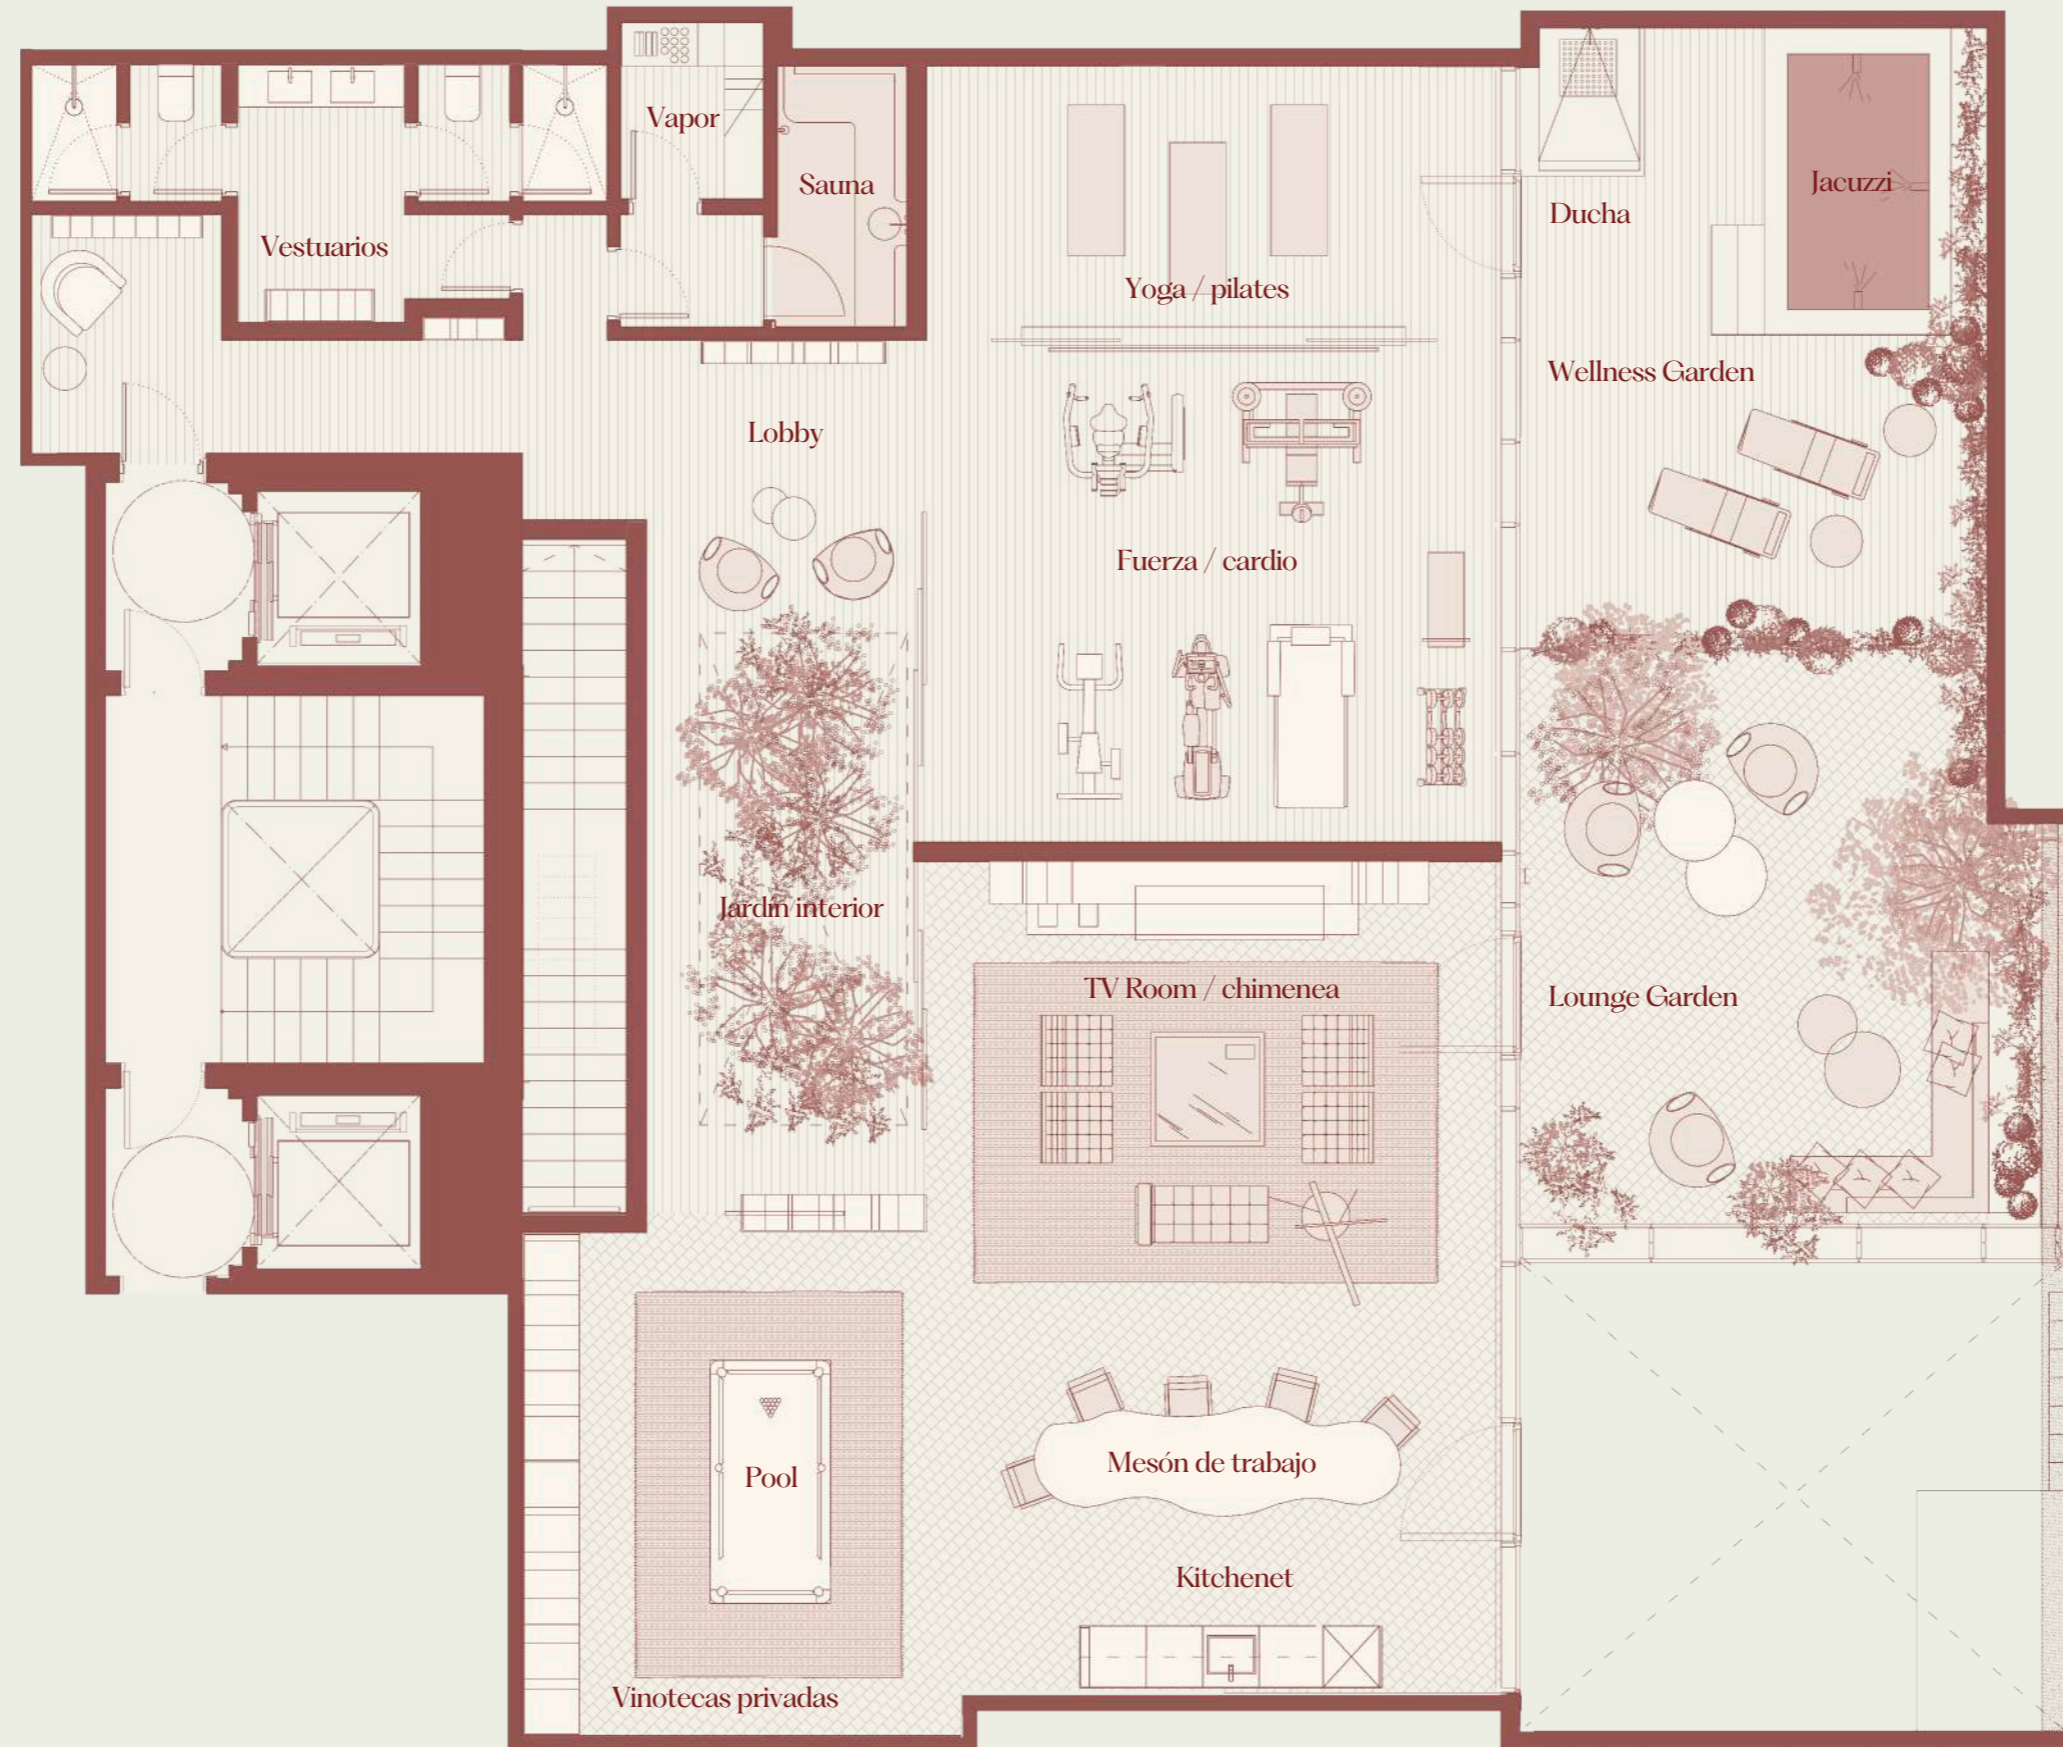 Vapor
Sauna
Jacuzzi
Ducha
Vestuarios
Yoga / pilates
Wellness Garden
Lobby
Fuerza / cardio
Jardín interior
TV Room / chimenea
Lounge Garden
Mesón de trabajo
Pool
Kitchenet
Vinotecas privadas